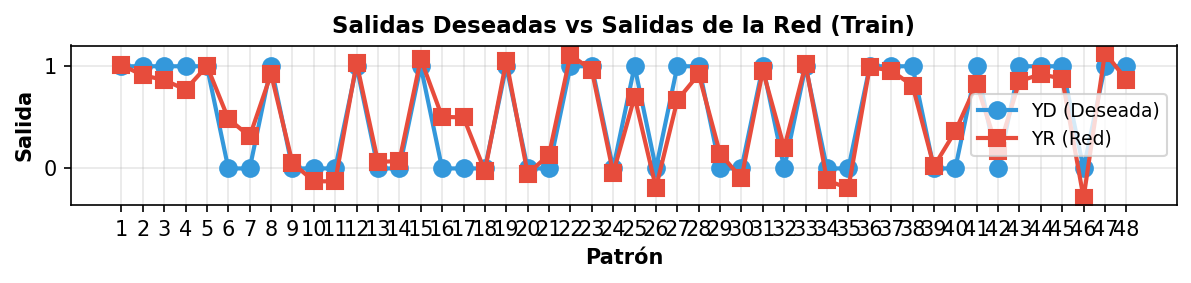 Salidas Deseadas vs Salidas de la Red (Train)
Salida
1
0
YD (Deseada)
YR (Red)
1 2 3 4 5 6 7 8 9 10 11 12 13 14 15 16 17 18 19 20 21 22 23 24 25 26 27 28 29 30 31 32 33 34 35 36 37 38 39 40 41 42 43 44 45 46 47 48
Patrón